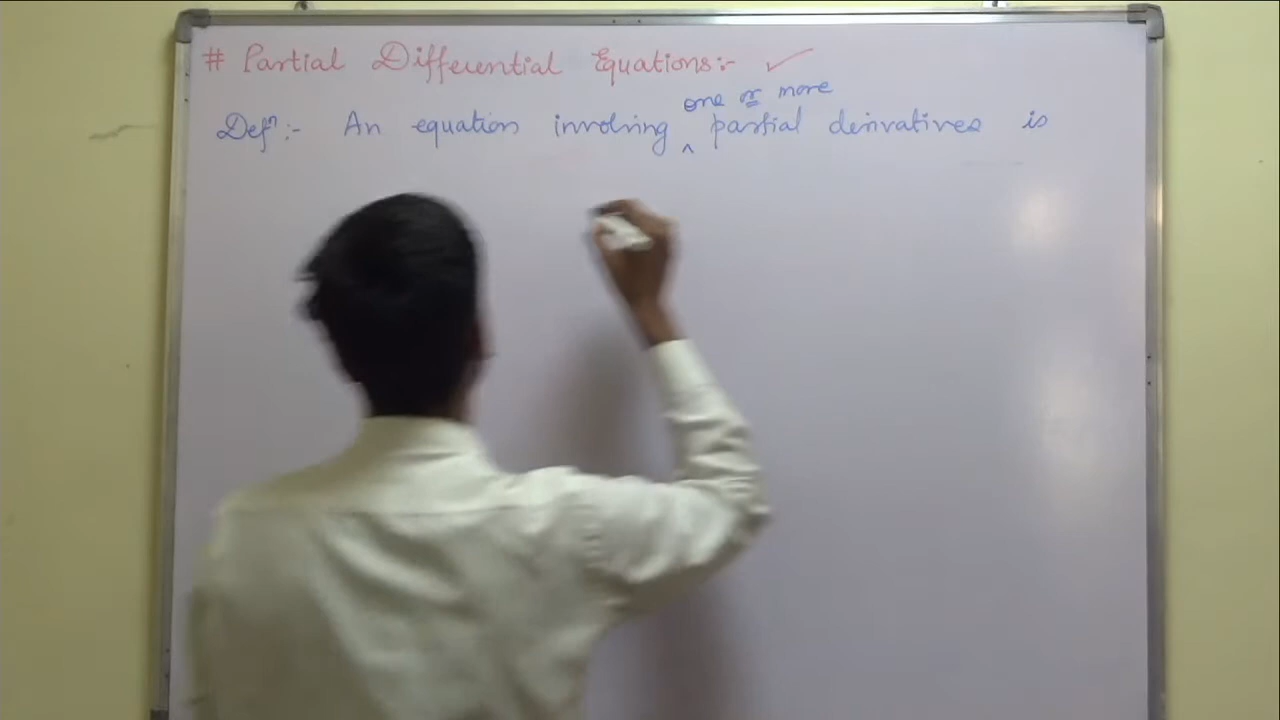 # Partial Differential Equations:- ✓
one or more
Defⁿ:- An equation involving ‸ partial derivatives is